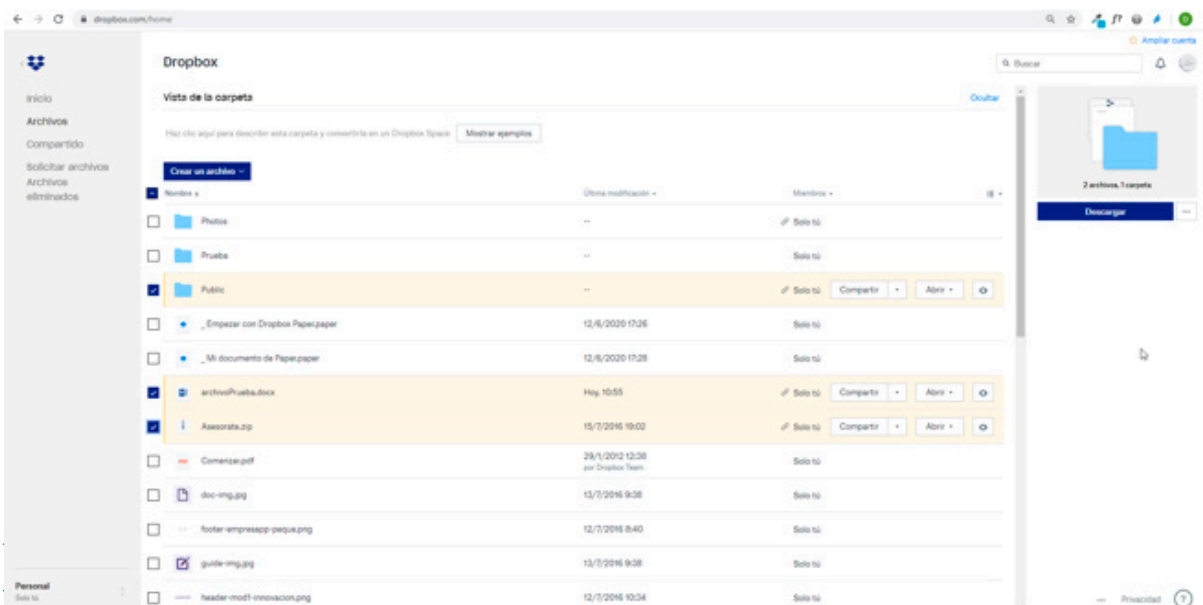 dropbox.com/home
Ampliar cuenta
Dropbox
Buscar
Vista de la carpeta
Ocultar
Inicio
Archivos
Compartido
Solicitar archivos
Archivos
eliminados
Haz clic aquí para describir esta carpeta y convertirla en un Dropbox Space
Mostrar ejemplos
Crear un archivo
2 archivos, 1 carpeta
Descargar
Nombre
Última modificación
Miembros
Photos -- Solo tú
Prueba -- Solo tú
Public -- Solo tú Compartir Abrir
_ Empezar con Dropbox Paper.paper 12/6/2020 17:26 Solo tú
_ Mi documento de Paper.paper 12/6/2020 17:28 Solo tú
archivoPrueba.docx Hoy, 10:55 Solo tú Compartir Abrir
Asesorate.zip 15/7/2016 19:02 Solo tú Compartir Abrir
Comenzar.pdf 29/1/2012 12:38 Solo tú
por Dropbox Team
doc-img.jpg 13/7/2016 9:38 Solo tú
footer-empresapp-peque.png 12/7/2016 8:40 Solo tú
guide-img.jpg 13/7/2016 9:38 Solo tú
header-mod1-innovacion.png 12/7/2016 10:34 Solo tú
Personal
Solo tú
Privacidad
?